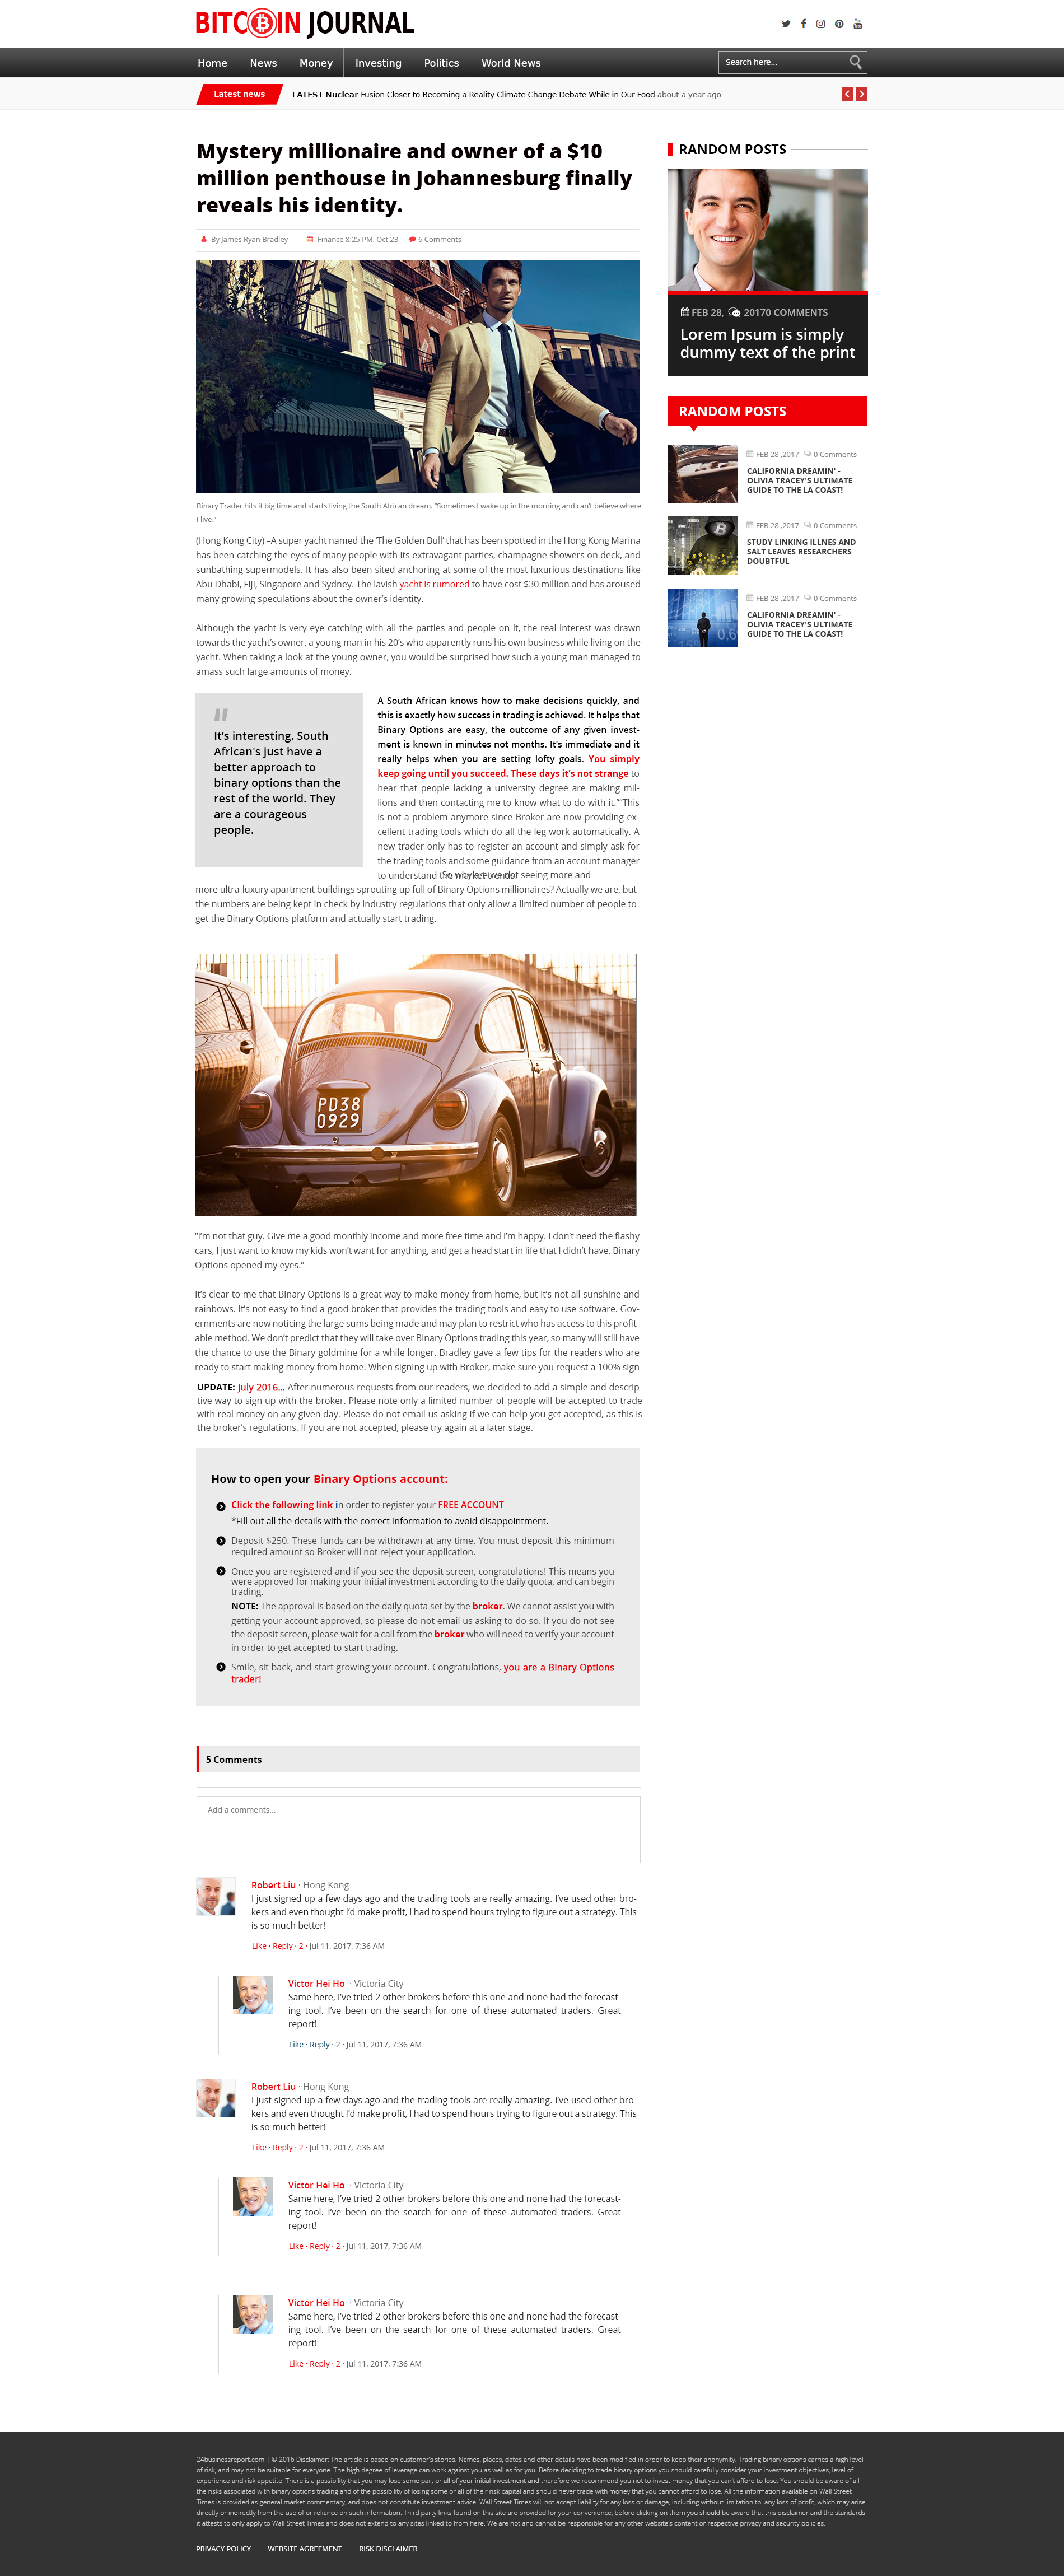 BITCOIN JOURNAL
Home News Money Investing Politics World News
Search here...
Latest news
LATEST Nuclear Fusion Closer to Becoming a Reality Climate Change Debate While in Our Food about a year ago
Mystery millionaire and owner of a $10
million penthouse in Johannesburg finally
reveals his identity.
By James Ryan Bradley Finance 8:25 PM, Oct 23 6 Comments
Binary Trader hits it big time and starts living the South African dream. “Sometimes I wake up in the morning and can’t believe where
I live.”
(Hong Kong City) –A super yacht named the ‘The Golden Bull’ that has been spotted in the Hong Kong Marina
has been catching the eyes of many people with its extravagant parties, champagne showers on deck, and
sunbathing supermodels. It has also been sited anchoring at some of the most luxurious destinations like
Abu Dhabi, Fiji, Singapore and Sydney. The lavish yacht is rumored to have cost $30 million and has aroused
many growing speculations about the owner’s identity.
Although the yacht is very eye catching with all the parties and people on it, the real interest was drawn
towards the yacht’s owner, a young man in his 20’s who apparently runs his own business while living on the
yacht. When taking a look at the young owner, you would be surprised how such a young man managed to
amass such large amounts of money.
"
It’s interesting. South
African's just have a
better approach to
binary options than the
rest of the world. They
are a courageous
people.
A South African knows how to make decisions quickly, and
this is exactly how success in trading is achieved. It helps that
Binary Options are easy, the outcome of any given invest-
ment is known in minutes not months. It’s immediate and it
really helps when you are setting lofty goals. You simply
keep going until you succeed. These days it’s not strange to
hear that people lacking a university degree are making mil-
lions and then contacting me to know what to do with it.”“This
is not a problem anymore since Broker are now providing ex-
cellent trading tools which do all the leg work automatically. A
new trader only has to register an account and simply ask for
the trading tools and some guidance from an account manager
to understand the market trends.
So why are we not seeing more and
more ultra-luxury apartment buildings sprouting up full of Binary Options millionaires? Actually we are, but
the numbers are being kept in check by industry regulations that only allow a limited number of people to
get the Binary Options platform and actually start trading.
PD38
0929
“I’m not that guy. Give me a good monthly income and more free time and I’m happy. I don’t need the flashy
cars, I just want to know my kids won’t want for anything, and get a head start in life that I didn’t have. Binary
Options opened my eyes.”
It’s clear to me that Binary Options is a great way to make money from home, but it’s not all sunshine and
rainbows. It’s not easy to find a good broker that provides the trading tools and easy to use software. Gov-
ernments are now noticing the large sums being made and may plan to restrict who has access to this profit-
able method. We don’t predict that they will take over Binary Options trading this year, so many will still have
the chance to use the Binary goldmine for a while longer. Bradley gave a few tips for the readers who are
ready to start making money from home. When signing up with Broker, make sure you request a 100% sign
UPDATE: July 2016... After numerous requests from our readers, we decided to add a simple and descrip-
tive way to sign up with the broker. Please note only a limited number of people will be accepted to trade
with real money on any given day. Please do not email us asking if we can help you get accepted, as this is
the broker’s regulations. If you are not accepted, please try again at a later stage.
How to open your Binary Options account:
Click the following link in order to register your FREE ACCOUNT
*Fill out all the details with the correct information to avoid disappointment.
Deposit $250. These funds can be withdrawn at any time. You must deposit this minimum
required amount so Broker will not reject your application.
Once you are registered and if you see the deposit screen, congratulations! This means you
were approved for making your initial investment according to the daily quota, and can begin
trading.
NOTE: The approval is based on the daily quota set by the broker. We cannot assist you with
getting your account approved, so please do not email us asking to do so. If you do not see
the deposit screen, please wait for a call from the broker who will need to verify your account
in order to get accepted to start trading.
Smile, sit back, and start growing your account. Congratulations, you are a Binary Options
trader!
5 Comments
Add a comments...
Robert Liu · Hong Kong
I just signed up a few days ago and the trading tools are really amazing. I’ve used other bro-
kers and even thought I’d make profit, I had to spend hours trying to figure out a strategy. This
is so much better!
Like · Reply · 2 · Jul 11, 2017, 7:36 AM
Victor Hei Ho · Victoria City
Same here, I’ve tried 2 other brokers before this one and none had the forecast-
ing tool. I’ve been on the search for one of these automated traders. Great
report!
Like · Reply · 2 · Jul 11, 2017, 7:36 AM
Robert Liu · Hong Kong
I just signed up a few days ago and the trading tools are really amazing. I’ve used other bro-
kers and even thought I’d make profit, I had to spend hours trying to figure out a strategy. This
is so much better!
Like · Reply · 2 · Jul 11, 2017, 7:36 AM
Victor Hei Ho · Victoria City
Same here, I’ve tried 2 other brokers before this one and none had the forecast-
ing tool. I’ve been on the search for one of these automated traders. Great
report!
Like · Reply · 2 · Jul 11, 2017, 7:36 AM
Victor Hei Ho · Victoria City
Same here, I’ve tried 2 other brokers before this one and none had the forecast-
ing tool. I’ve been on the search for one of these automated traders. Great
report!
Like · Reply · 2 · Jul 11, 2017, 7:36 AM
RANDOM POSTS
FEB 28, 20170 COMMENTS
Lorem Ipsum is simply
dummy text of the print
RANDOM POSTS
FEB 28 ,2017 0 Comments
CALIFORNIA DREAMIN' -
OLIVIA TRACEY'S ULTIMATE
GUIDE TO THE LA COAST!
FEB 28 ,2017 0 Comments
STUDY LINKING ILLNES AND
SALT LEAVES RESEARCHERS
DOUBTFUL
FEB 28 ,2017 0 Comments
CALIFORNIA DREAMIN' -
OLIVIA TRACEY'S ULTIMATE
GUIDE TO THE LA COAST!
24businessreport.com | © 2016 Disclaimer: The article is based on customer’s stories. Names, places, dates and other details have been modified in order to keep their anonymity. Trading binary options carries a high level
of risk, and may not be suitable for everyone. The high degree of leverage can work against you as well as for you. Before deciding to trade binary options you should carefully consider your investment objectives, level of
experience and risk appetite. There is a possibility that you may lose some part or all of your initial investment and therefore we recommend you not to invest money that you can’t afford to lose. You should be aware of all
the risks associated with binary options trading and of the possibility of losing some or all of their risk capital and should never trade with money that you cannot afford to lose. All the information available on Wall Street
Times is provided as general market commentary, and does not constitute investment advice. Wall Street Times will not accept liability for any loss or damage, including without limitation to, any loss of profit, which may arise
directly or indirectly from the use of or reliance on such information. Third party links found on this site are provided for your convenience, before clicking on them you should be aware that this disclaimer and the standards
it attests to only apply to Wall Street Times and does not extend to any sites linked to from here. We are not and cannot be responsible for any other website’s content or respective privacy and security policies.
PRIVACY POLICY WEBSITE AGREEMENT RISK DISCLAIMER